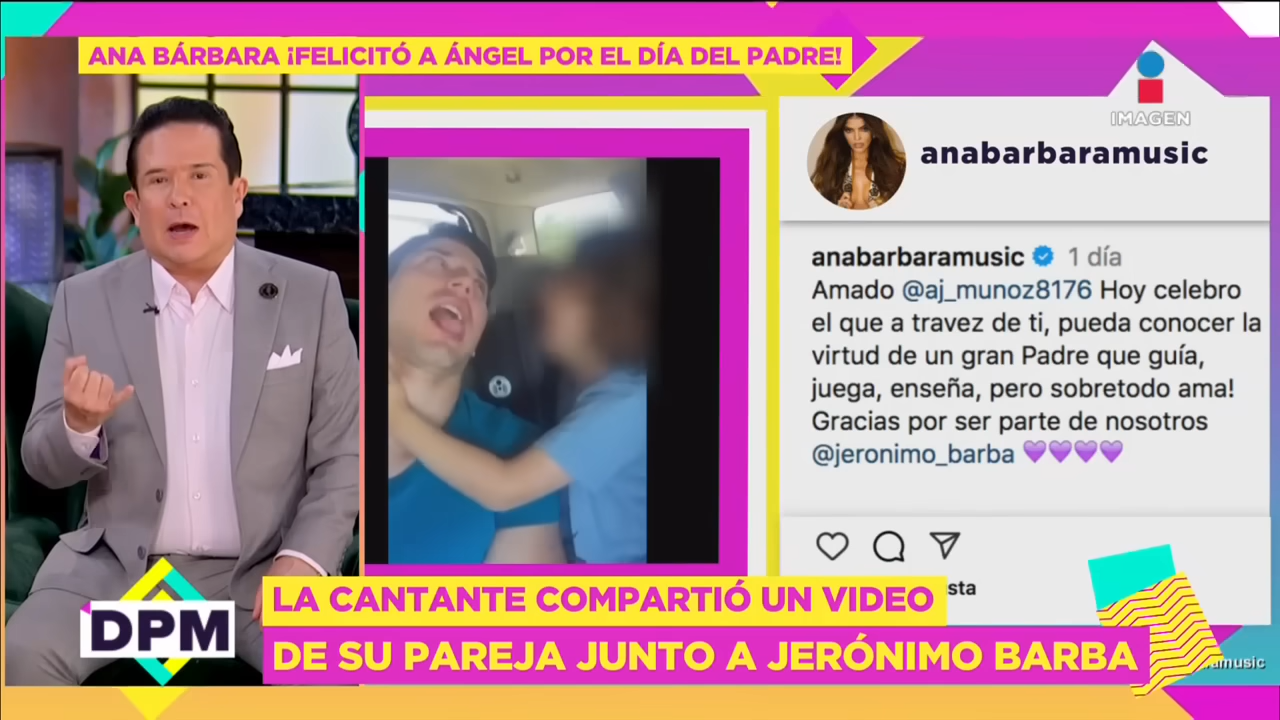 ANA BÁRBARA ¡FELICITÓ A ÁNGEL POR EL DÍA DEL PADRE!
IMAGEN
anabarbaramusic
anabarbaramusic 1 día
Amado @aj_munoz8176 Hoy celebro
el que a travez de ti, pueda conocer la
virtud de un gran Padre que guía,
juega, enseña, pero sobretodo ama!
Gracias por ser parte de nosotros
@jeronimo_barba 💜💜💜💜
LA CANTANTE COMPARTIÓ UN VIDEO
DE SU PAREJA JUNTO A JERÓNIMO BARBA
DPM